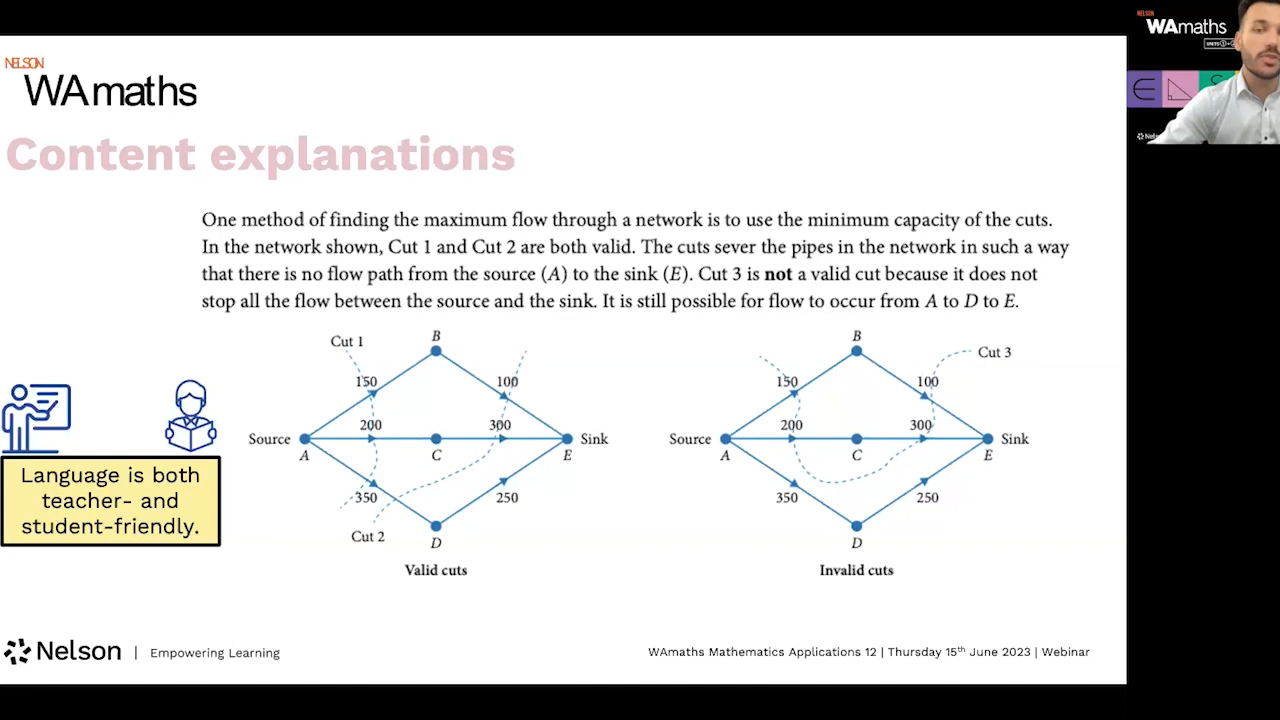 NELSON
WAmaths
Content explanations
One method of finding the maximum flow through a network is to use the minimum capacity of the cuts.
In the network shown, Cut 1 and Cut 2 are both valid. The cuts sever the pipes in the network in such a way
that there is no flow path from the source (A) to the sink (E). Cut 3 is not a valid cut because it does not
stop all the flow between the source and the sink. It is still possible for flow to occur from A to D to E.
Cut 1
B
150
100
200
300
Source
Sink
A
C
E
350
250
Cut 2
D
Valid cuts
B
Cut 3
150
100
200
300
Source
Sink
A
C
E
350
250
D
Invalid cuts
Language is both
teacher- and
student-friendly.
Nelson | Empowering Learning
WAmaths Mathematics Applications 12 | Thursday 15th June 2023 | Webinar
NELSON
WAmaths
UNITS
Nelson